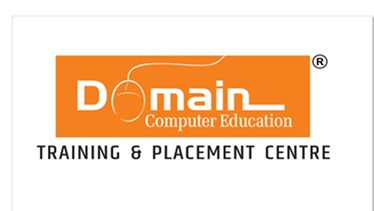 Domain ®
Computer Education
TRAINING & PLACEMENT CENTRE